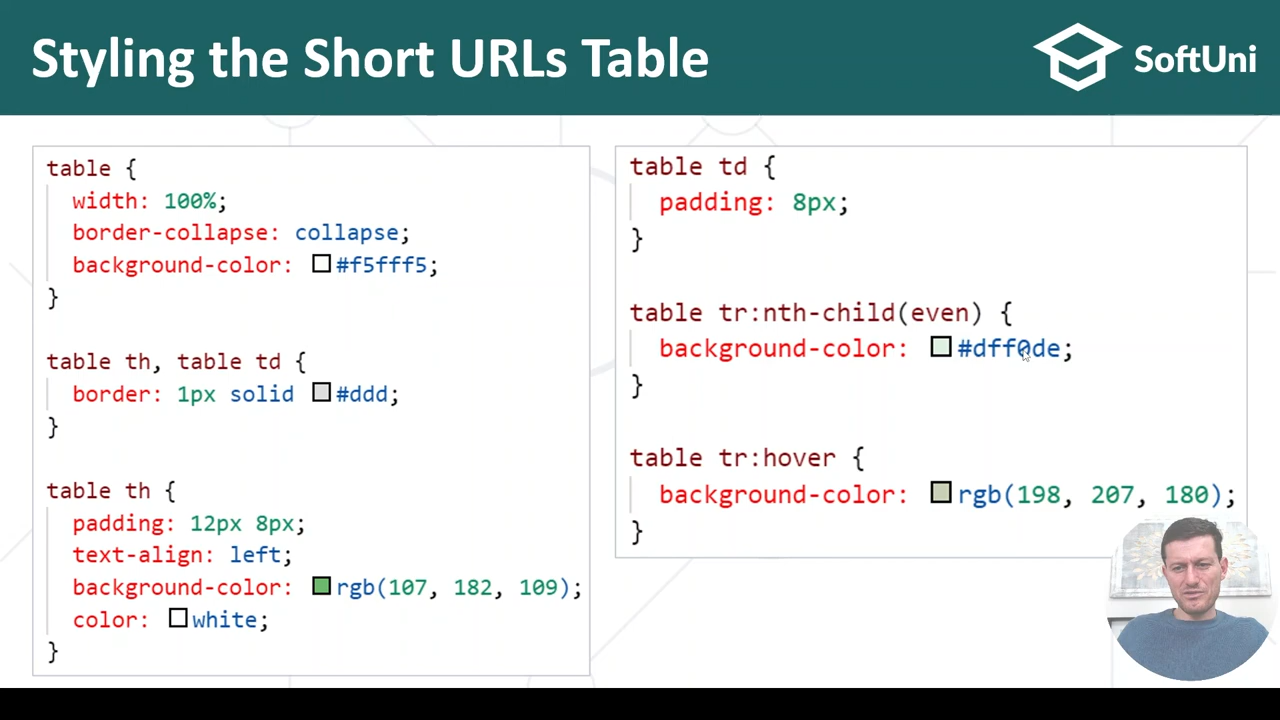 Styling the Short URLs Table
SoftUni
table {
width: 100%;
border-collapse: collapse;
background-color: #f5fff5;
}
table th, table td {
border: 1px solid #ddd;
}
table th {
padding: 12px 8px;
text-align: left;
background-color: rgb(107, 182, 109);
color: white;
}
table td {
padding: 8px;
}
table tr:nth-child(even) {
background-color: #dff0de;
}
table tr:hover {
background-color: rgb(198, 207, 180);
}